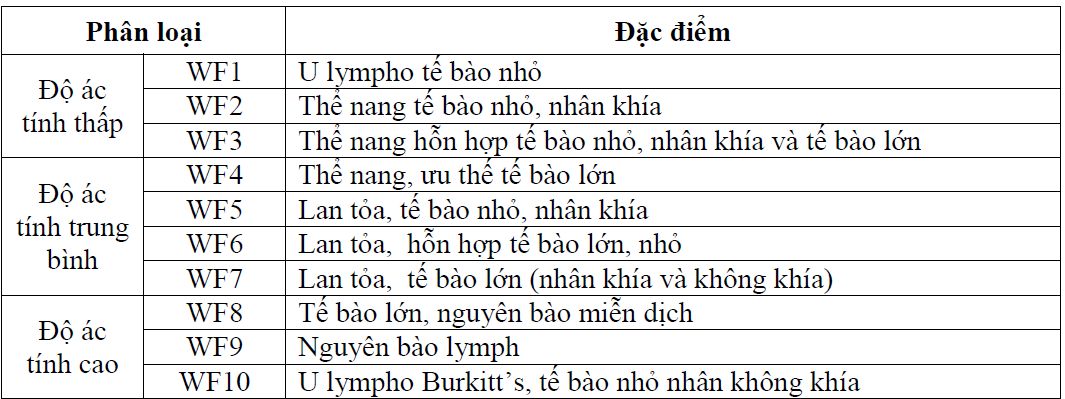 Phân loại Đặc điểm
Độ ác tính thấp WF1 U lympho tế bào nhỏ
WF2 Thể nang tế bào nhỏ, nhân khía
WF3 Thể nang hỗn hợp tế bào nhỏ, nhân khía và tế bào lớn
Độ ác tính trung bình WF4 Thể nang, ưu thế tế bào lớn
WF5 Lan tỏa, tế bào nhỏ, nhân khía
WF6 Lan tỏa, hỗn hợp tế bào lớn, nhỏ
WF7 Lan tỏa, tế bào lớn (nhân khía và không khía)
Độ ác tính cao WF8 Tế bào lớn, nguyên bào miễn dịch
WF9 Nguyên bào lymph
WF10 U lympho Burkitt’s, tế bào nhỏ nhân không khía